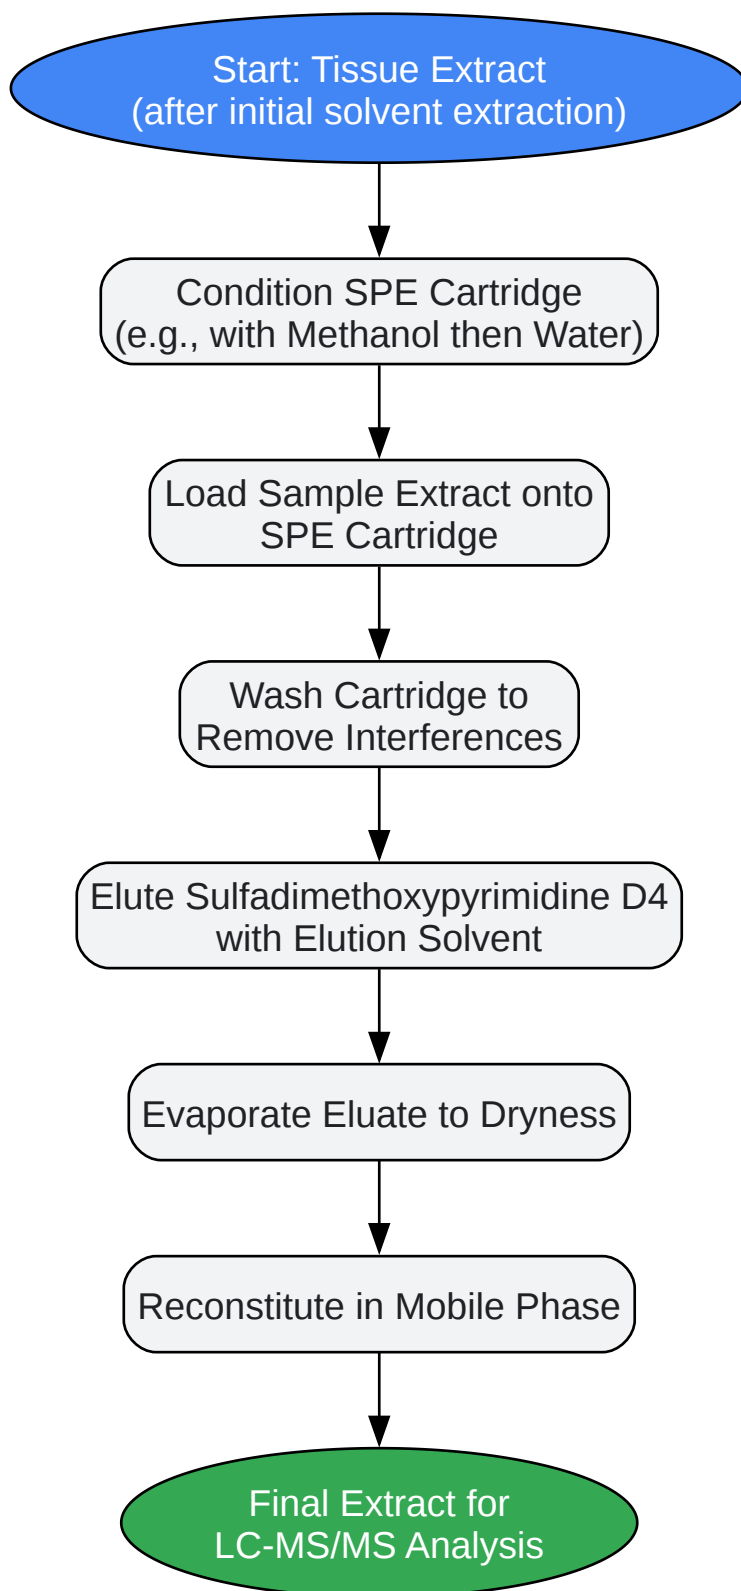 Start: Tissue Extract
(after initial solvent extraction)
Condition SPE Cartridge
(e.g., with Methanol then Water)
Load Sample Extract onto
SPE Cartridge
Wash Cartridge to
Remove Interferences
Elute Sulfadimethoxypyrimidine D4
with Elution Solvent
Evaporate Eluate to Dryness
Reconstitute in Mobile Phase
Final Extract for
LC-MS/MS Analysis